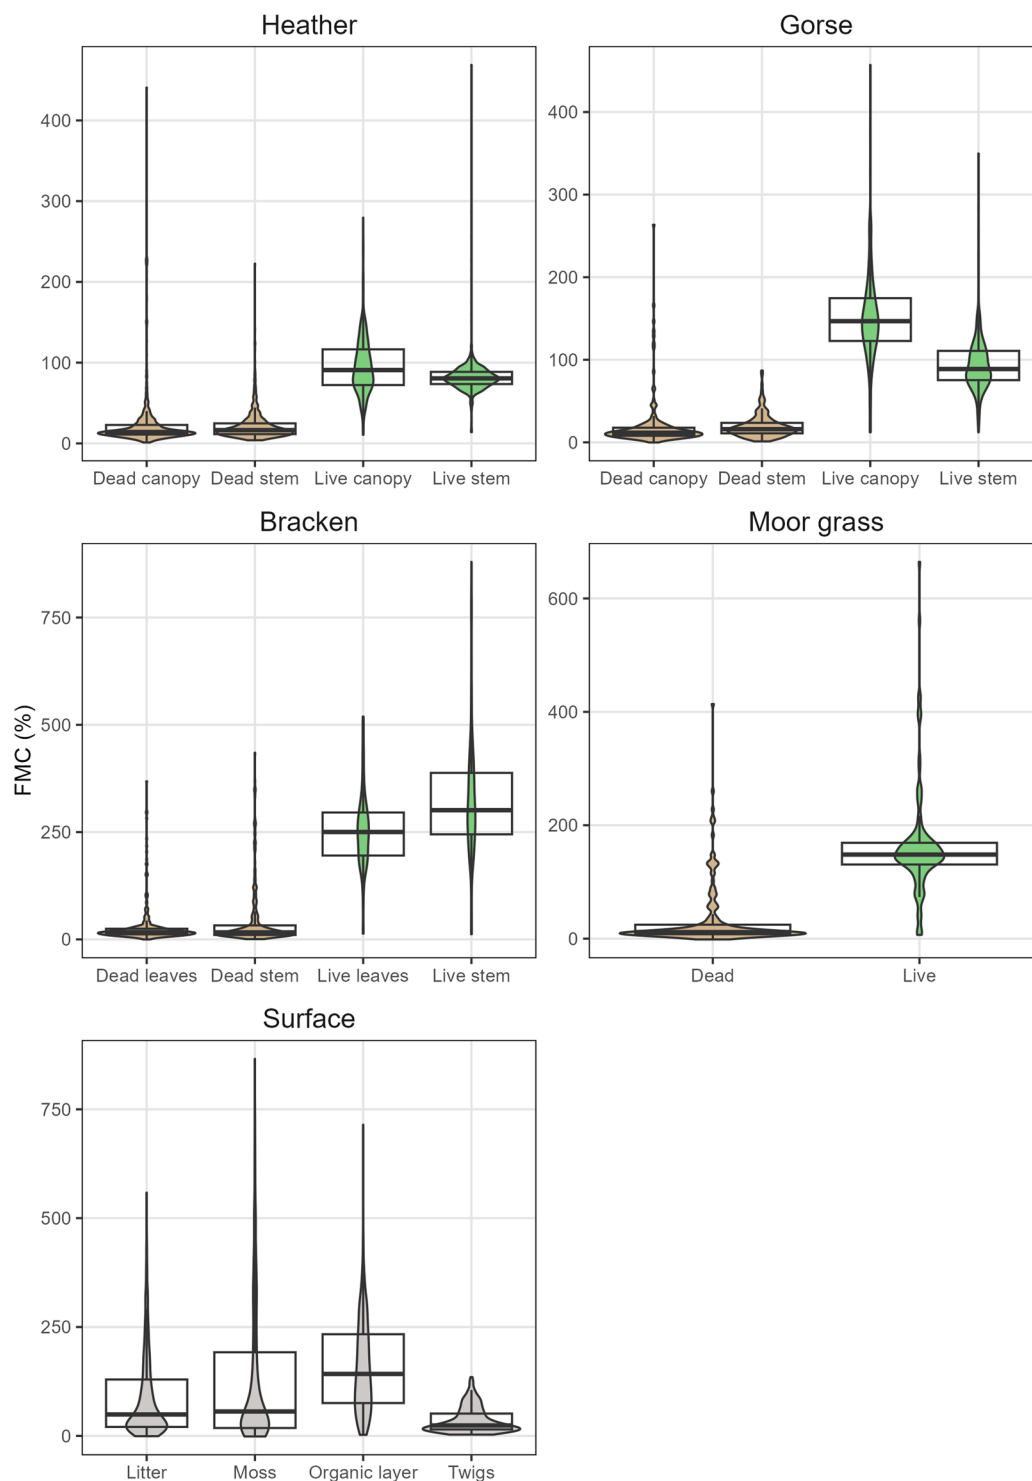 Heather
400
300
200
100
0
Dead canopy Dead stem Live canopy Live stem
Gorse
400
300
200
100
0
Dead canopy Dead stem Live canopy Live stem
FMC (%)
Bracken
750
500
250
0
Dead leaves Dead stem Live leaves Live stem
Moor grass
600
400
200
0
Dead Live
Surface
750
500
250
0
Litter Moss Organic layer Twigs